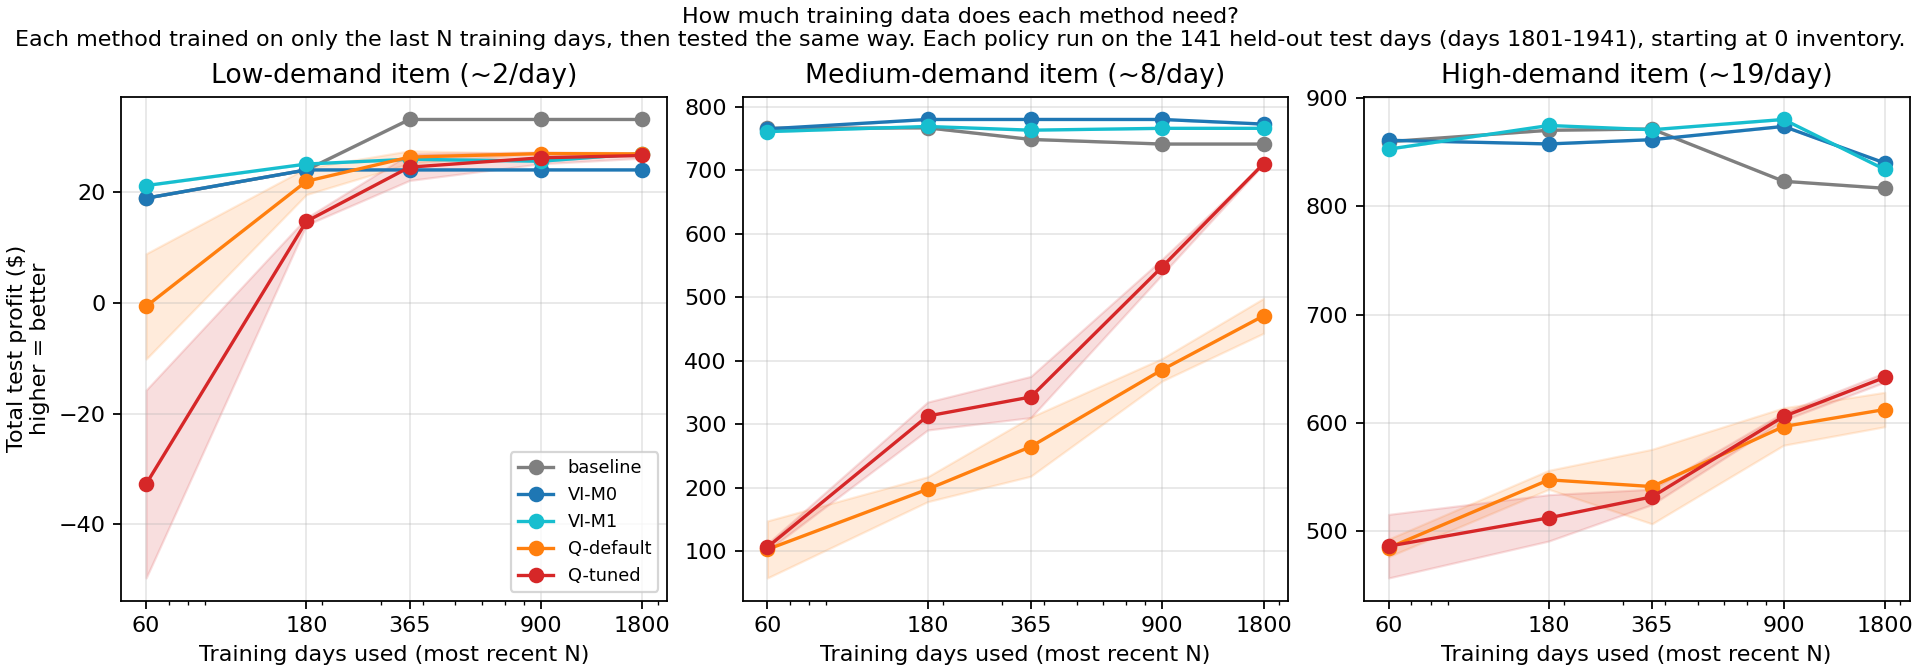 How much training data does each method need?
Each method trained on only the last N training days, then tested the same way. Each policy run on the 141 held-out test days (days 1801-1941), starting at 0 inventory.
Low-demand item (~2/day)
Total test profit ($)
higher = better
20
0
−20
−40
baseline
VI-M0
VI-M1
Q-default
Q-tuned
60
180
365
900
1800
Training days used (most recent N)
Medium-demand item (~8/day)
800
700
600
500
400
300
200
100
60
180
365
900
1800
Training days used (most recent N)
High-demand item (~19/day)
900
800
700
600
500
60
180
365
900
1800
Training days used (most recent N)